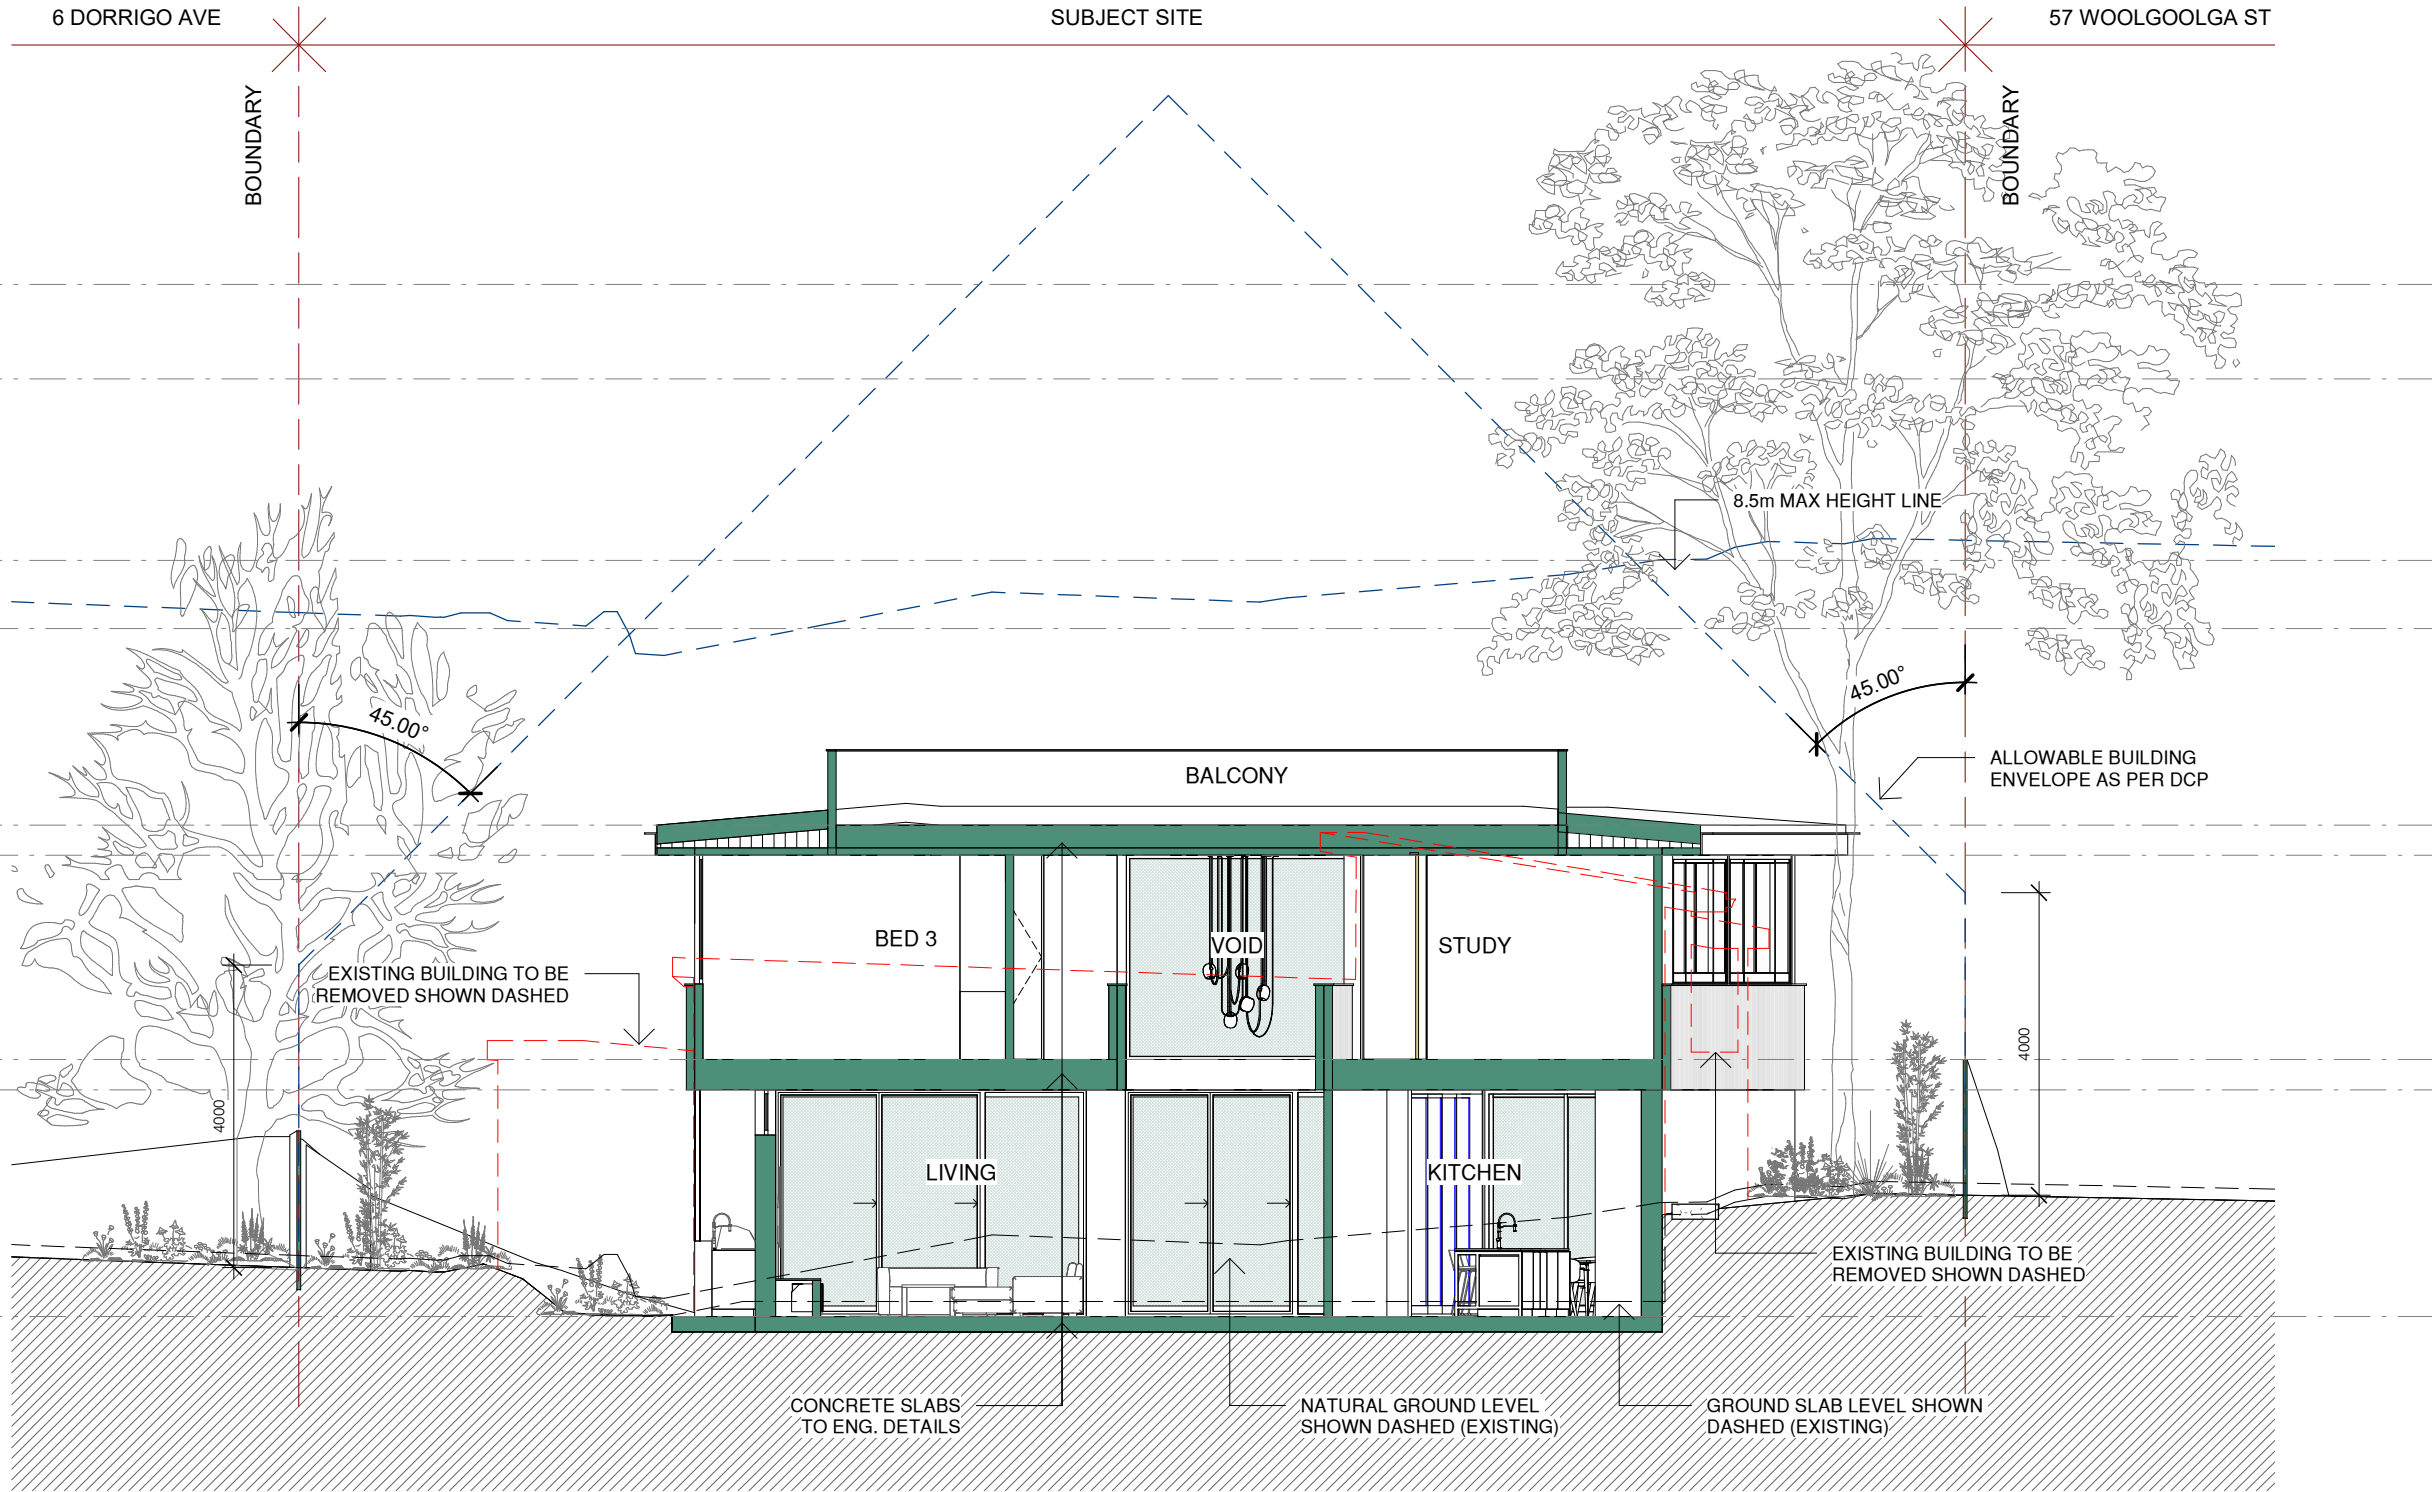 6 DORRIGO AVE
SUBJECT SITE
57 WOOLGOOLGA ST
BOUNDARY
BOUNDARY
8.5m MAX HEIGHT LINE
45.00°
45.00°
ALLOWABLE BUILDING
ENVELOPE AS PER DCP
BALCONY
BED 3
VOID
STUDY
EXISTING BUILDING TO BE
REMOVED SHOWN DASHED
4000
4000
LIVING
KITCHEN
EXISTING BUILDING TO BE
REMOVED SHOWN DASHED
CONCRETE SLABS
TO ENG. DETAILS
NATURAL GROUND LEVEL
SHOWN DASHED (EXISTING)
GROUND SLAB LEVEL SHOWN
DASHED (EXISTING)